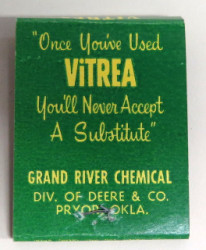 "Once You've Used
ViTREA
You'll Never Accept
A Substitute"
GRAND RIVER CHEMICAL
DIV. OF DEERE & CO.
PRYOR, OKLA.